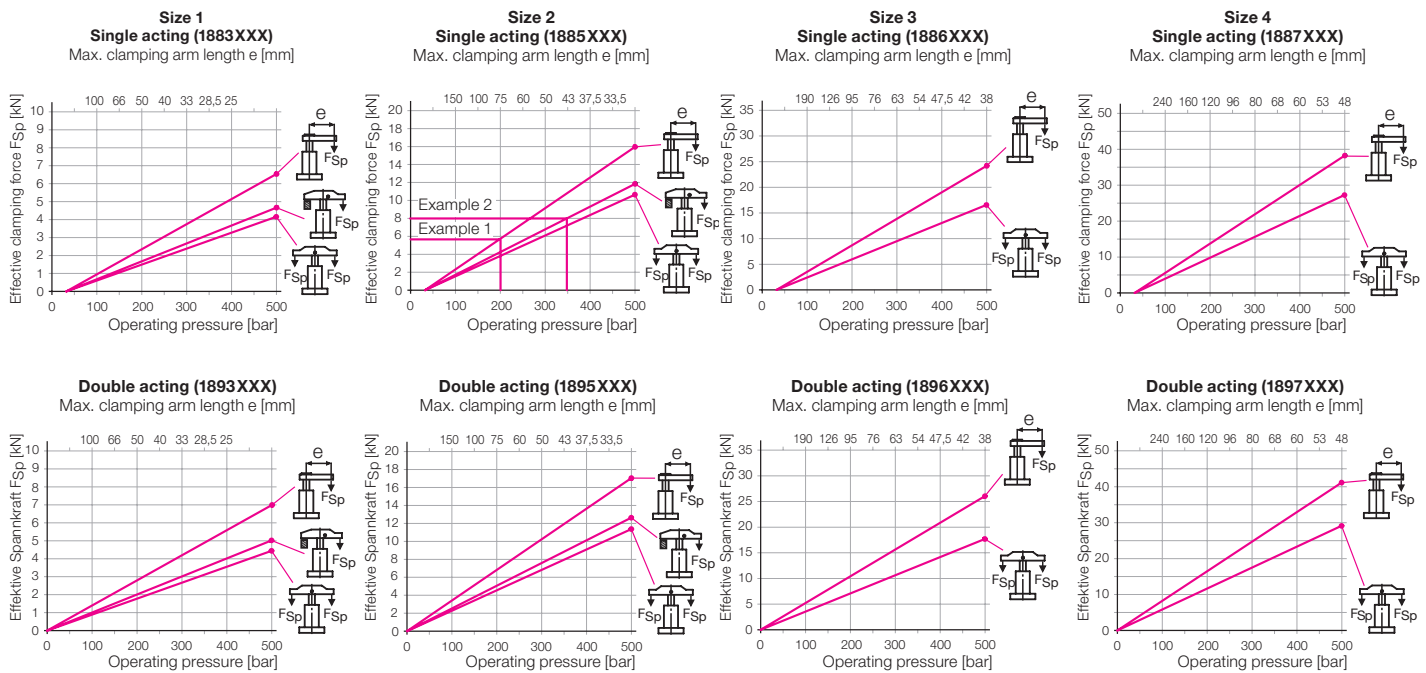 Size 1
Single acting (1883XXX)
Max. clamping arm length e [mm]
100 66 50 40 33 28,5 25
Effective clamping force FSp [kN]
10
9
8
7
6
5
4
3
2
1
0
0 100 200 300 400 500
Operating pressure [bar]
e
FSp
FSp
FSp FSp
Size 2
Single acting (1885XXX)
Max. clamping arm length e [mm]
150 100 75 60 50 43 37,5 33,5
Effective clamping force FSp [kN]
20
18
16
14
12
10
8
6
4
2
0
Example 2
Example 1
0 100 200 300 400 500
Operating pressure [bar]
e
FSp
FSp
FSp FSp
Size 3
Single acting (1886XXX)
Max. clamping arm length e [mm]
190 126 95 76 63 54 47,5 42 38
Effective clamping force FSp [kN]
35
30
25
20
15
10
5
0
0 100 200 300 400 500
Operating pressure [bar]
e
FSp
FSp FSp
Size 4
Single acting (1887XXX)
Max. clamping arm length e [mm]
240 160 120 96 80 68 60 53 48
Effective clamping force FSp [kN]
50
40
30
20
10
0
0 100 200 300 400 500
Operating pressure [bar]
e
FSp
FSp FSp
Double acting (1893XXX)
Max. clamping arm length e [mm]
100 66 50 40 33 28,5 25
Effektive Spannkraft FSp [kN]
10
9
8
7
6
5
4
3
2
1
0
0 100 200 300 400 500
Operating pressure [bar]
e
FSp
FSp
FSp FSp
Double acting (1895XXX)
Max. clamping arm length e [mm]
150 100 75 60 50 43 37,5 33,5
Effektive Spannkraft FSp [kN]
20
18
16
14
12
10
8
6
4
2
0
0 100 200 300 400 500
Operating pressure [bar]
e
FSp
FSp
FSp FSp
Double acting (1896XXX)
Max. clamping arm length e [mm]
190 126 95 76 63 54 47,5 42 38
Effektive Spannkraft FSp [kN]
35
30
25
20
15
10
5
0
0 100 200 300 400 500
Operating pressure [bar]
e
FSp
FSp FSp
Double acting (1897XXX)
Max. clamping arm length e [mm]
240 160 120 96 80 68 60 53 48
Effektive Spannkraft FSp [kN]
50
40
30
20
10
0
0 100 200 300 400 500
Operating pressure [bar]
e
FSp
FSp FSp